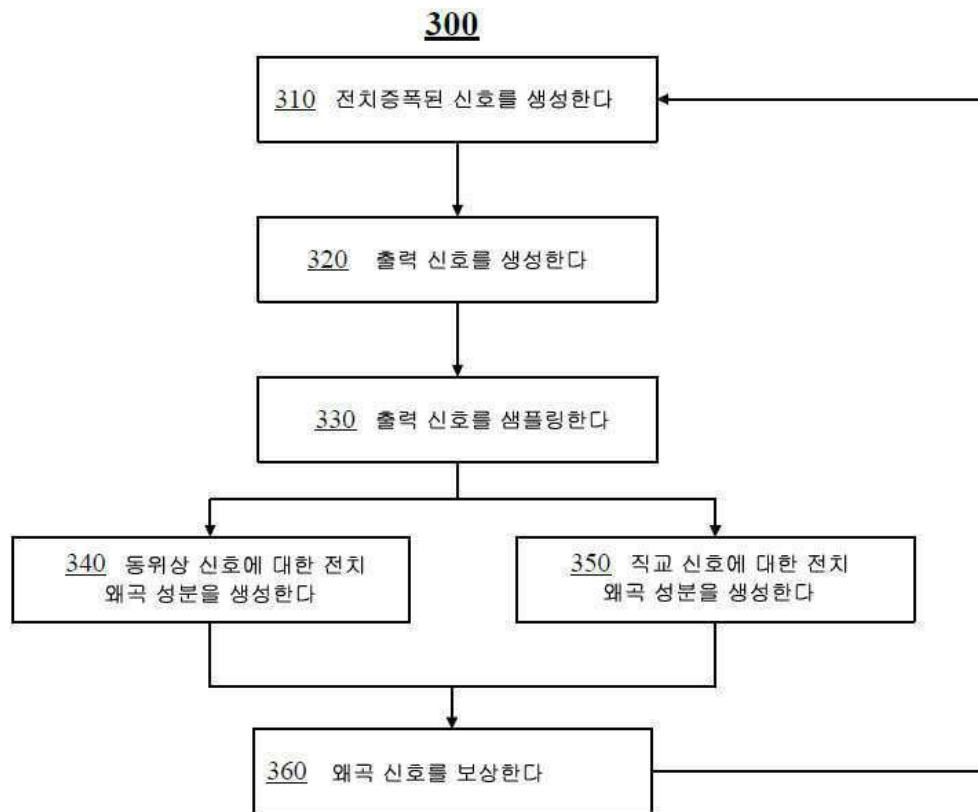 300
310 전치증폭된 신호를 생성한다
320 출력 신호를 생성한다
330 출력 신호를 샘플링한다
340 동위상 신호에 대한 전치
왜곡 성분을 생성한다
350 직교 신호에 대한 전치
왜곡 성분을 생성한다
360 왜곡 신호를 보상한다